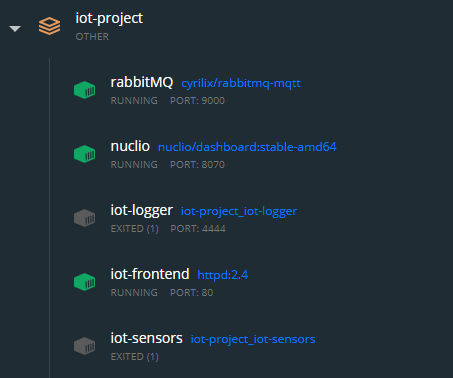 iot-project
OTHER
rabbitMQ cyrilix/rabbitmq-mqtt
RUNNING PORT: 9000
nuclio nuclio/dashboard:stable-amd64
RUNNING PORT: 8070
iot-logger iot-project_iot-logger
EXITED (1) PORT: 4444
iot-frontend httpd:2.4
RUNNING PORT: 80
iot-sensors iot-project_iot-sensors
EXITED (1)